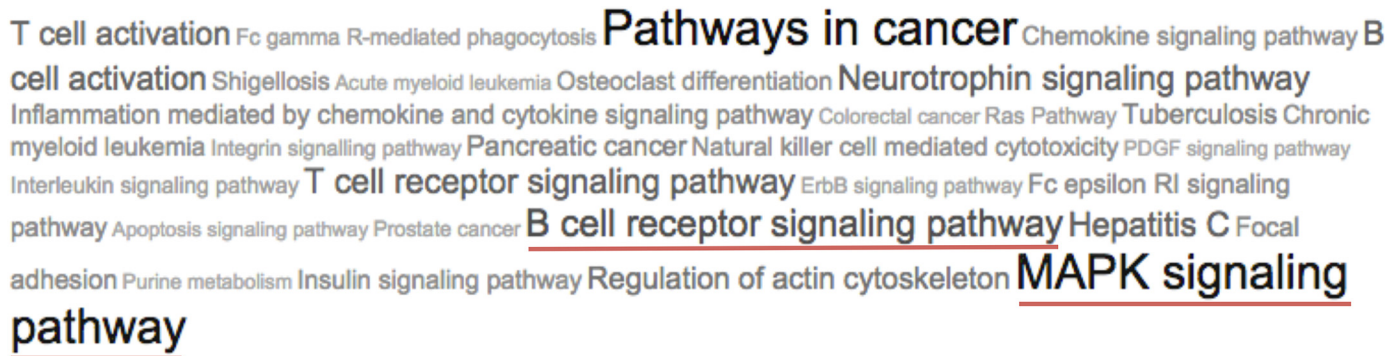 T cell activation Fc gamma R-mediated phagocytosis Pathways in cancer Chemokine signaling pathway B
cell activation Shigellosis Acute myeloid leukemia Osteoclast differentiation Neurotrophin signaling pathway
Inflammation mediated by chemokine and cytokine signaling pathway Colorectal cancer Ras Pathway Tuberculosis Chronic
myeloid leukemia Integrin signalling pathway Pancreatic cancer Natural killer cell mediated cytotoxicity PDGF signaling pathway
Interleukin signaling pathway T cell receptor signaling pathway ErbB signaling pathway Fc epsilon RI signaling
pathway Apoptosis signaling pathway Prostate cancer B cell receptor signaling pathway Hepatitis C Focal
adhesion Purine metabolism Insulin signaling pathway Regulation of actin cytoskeleton MAPK signaling
pathway